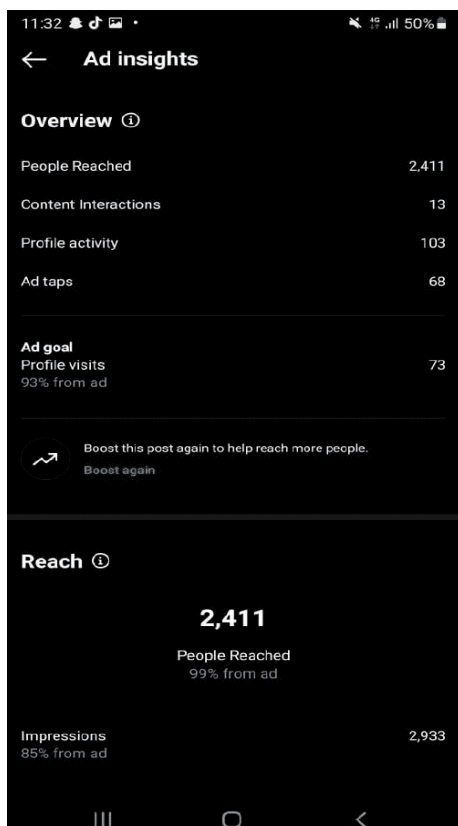 11:32 4G 50%
Ad insights
Overview
People Reached 2,411
Content Interactions 13
Profile activity 103
Ad taps 68
Ad goal
Profile visits 73
93% from ad
Boost this post again to help reach more people.
Boost again
Reach
2,411
People Reached
99% from ad
Impressions 2,933
85% from ad